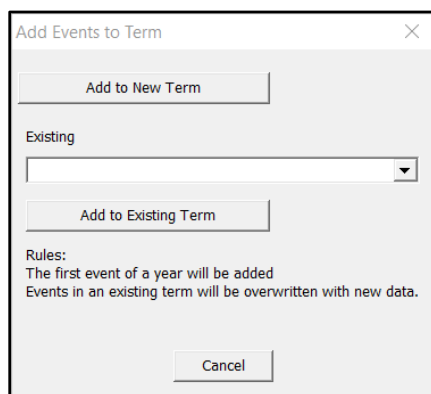 Add Events to Term
Add to New Term
Existing
Add to Existing Term
Rules:
The first event of a year will be added
Events in an existing term will be overwritten with new data.
Cancel